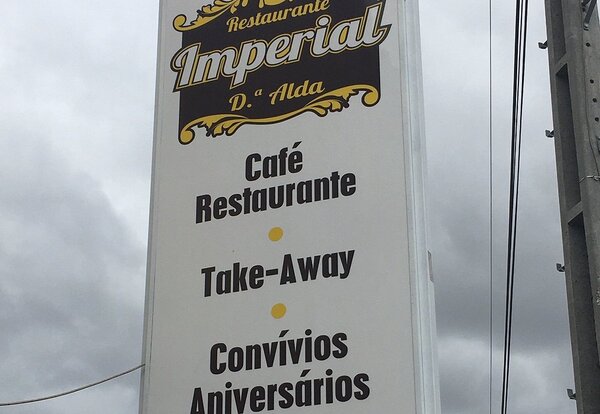 Restaurante
Imperial
D.ª Alda
Café
Restaurante
Take-Away
Convívios
Aniversários